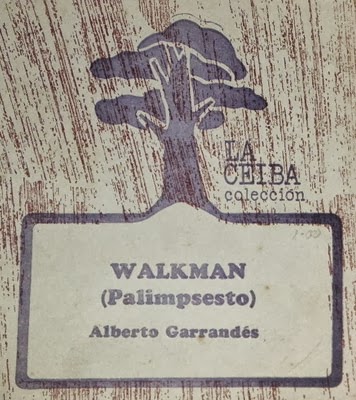 LA
CEIBA
colección
WALKMAN
(Palimpsesto)
Alberto Garrandés